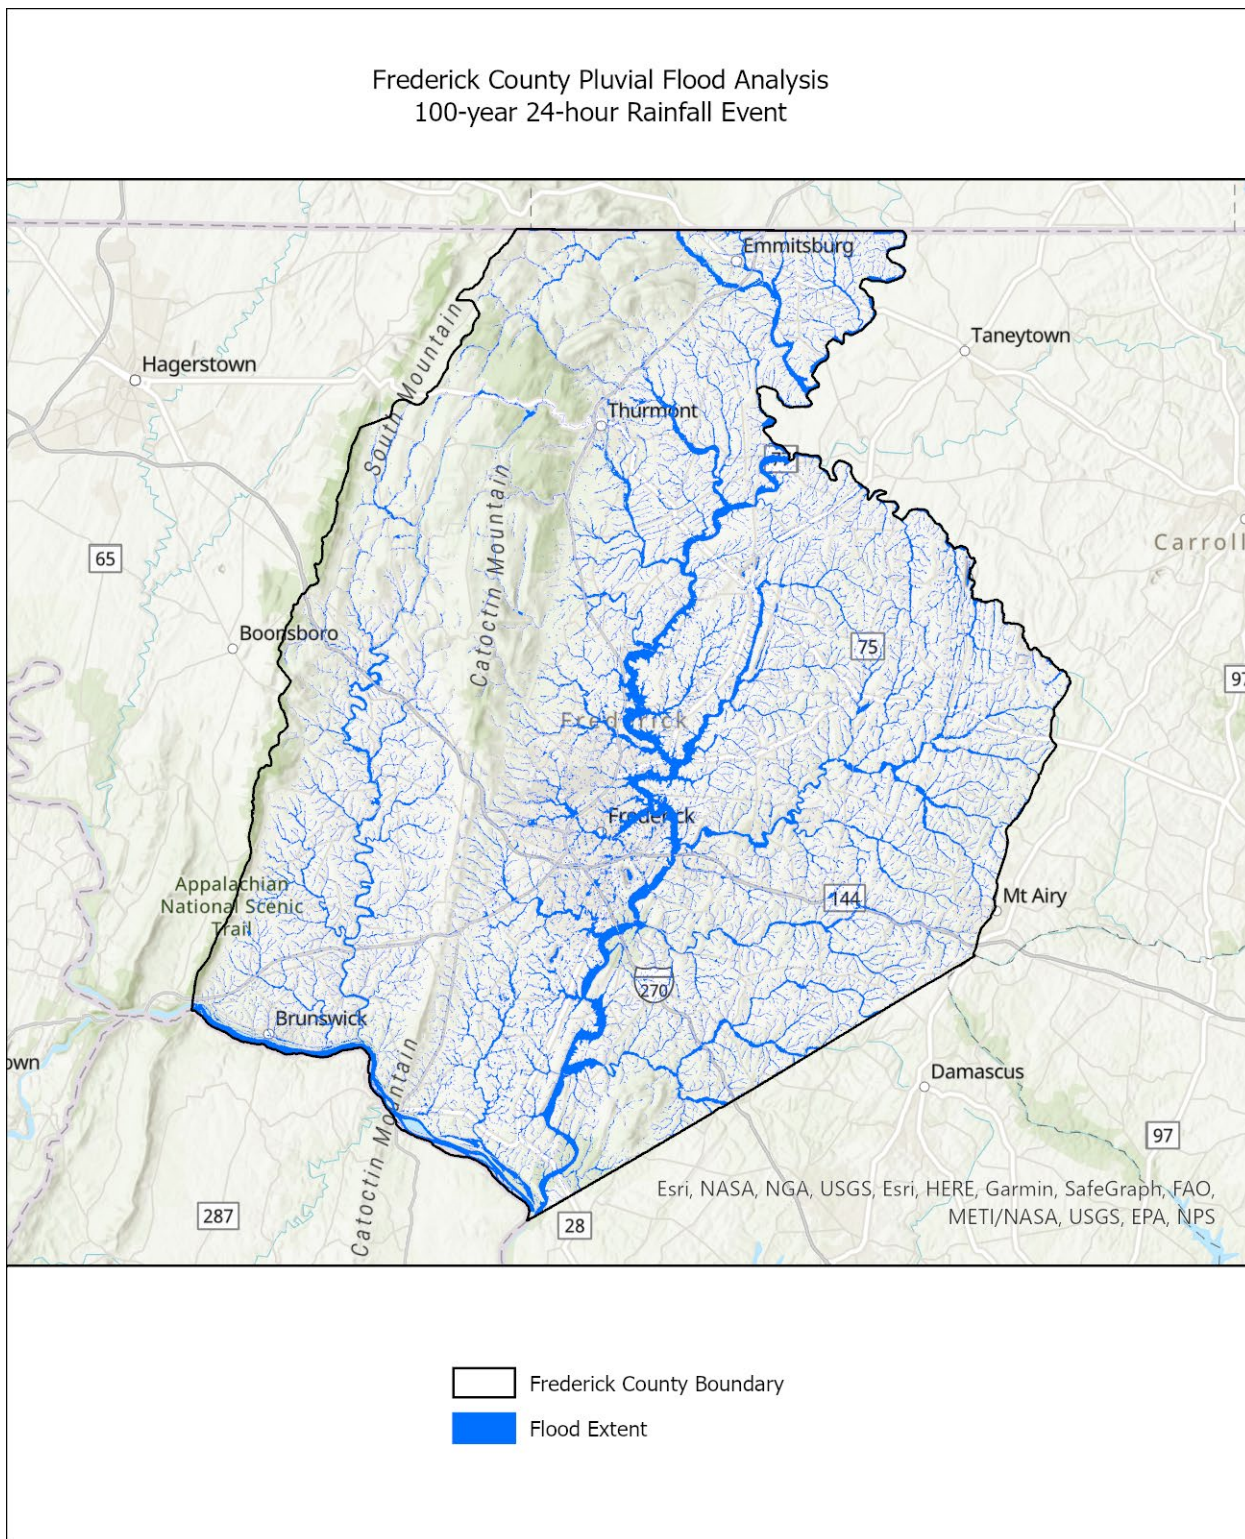 Frederick County Pluvial Flood Analysis
100-year 24-hour Rainfall Event
Emmitsburg
Taneytown
Hagerstown
South Mountain
Thurmont
77
Catoctin Mountain
Carroll
65
Boonsboro
75
97
Frederick
Frederick
Appalachian
National Scenic
Trail
144
Mt Airy
270
Brunswick
own
Damascus
Catoctin Mountain
97
287
28
Esri, NASA, NGA, USGS, Esri, HERE, Garmin, SafeGraph, FAO,
METI/NASA, USGS, EPA, NPS
Frederick County Boundary
Flood Extent